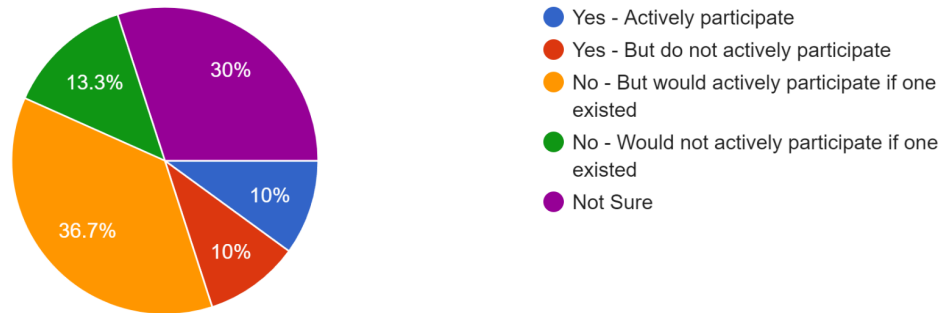 30%
13.3%
10%
36.7%
10%
Yes - Actively participate
Yes - But do not actively participate
No - But would actively participate if one
existed
No - Would not actively participate if one
existed
Not Sure